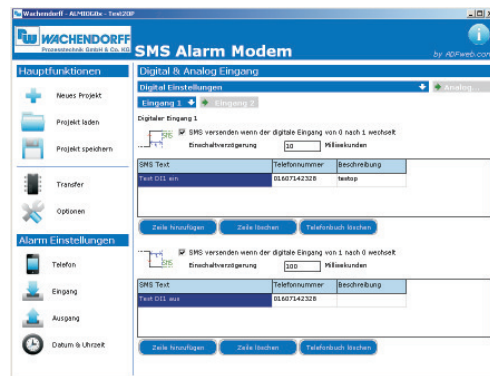 Wachendorff - ALMIDGBx - Test20P
WACHENDORFF
Prozesstechnik GmbH & Co. KG
SMS Alarm Modem
by ADFweb.com
Hauptfunktionen
Neues Projekt
Projekt laden
Projekt speichern
Transfer
Optionen
Alarm Einstellungen
Telefon
Eingang
Ausgang
Datum & Uhrzeit
Digital & Analog Eingang
Digital Einstellungen
Analog...
Eingang 1
Eingang 2
Digitaler Eingang 1
SMS
SMS versenden wenn der digitale Eingang von 0 nach 1 wechselt
Einschaltverzögerung 10 Millisekunden
SMS Text Telefonnummer Beschreibung
Test DI1 ein 01607142328 testop
Zeile hinzufügen Zeile löschen Telefonbuch löschen
SMS
SMS versenden wenn der digitale Eingang von 1 nach 0 wechselt
Einschaltverzögerung 100 Millisekunden
SMS Text Telefonnummer Beschreibung
Test DI1 aus 01607142328
Zeile hinzufügen Zeile löschen Telefonbuch löschen